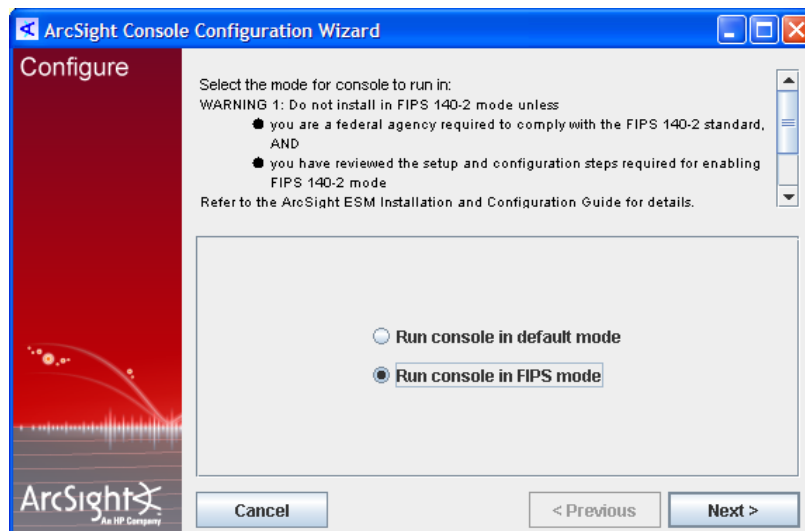 ArcSight Console Configuration Wizard
Configure
Select the mode for console to run in:
WARNING 1: Do not install in FIPS 140-2 mode unless
● you are a federal agency required to comply with the FIPS 140-2 standard,
AND
● you have reviewed the setup and configuration steps required for enabling
FIPS 140-2 mode
Refer to the ArcSight ESM Installation and Configuration Guide for details.
Run console in default mode
Run console in FIPS mode
ArcSight
An HP Company
Cancel
< Previous
Next >